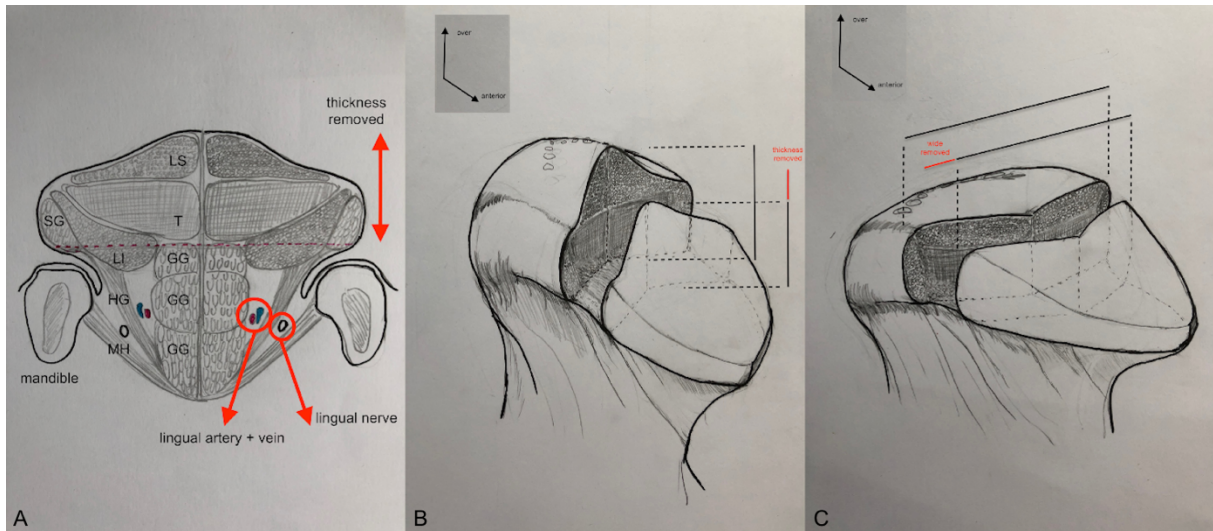 thickness
removed
LS
SG
T
LI
GG
HG
GG
MH
GG
mandible
lingual nerve
lingual artery + vein
A
over
anterior
thickness
removed
B
over
anterior
wide
removed
C